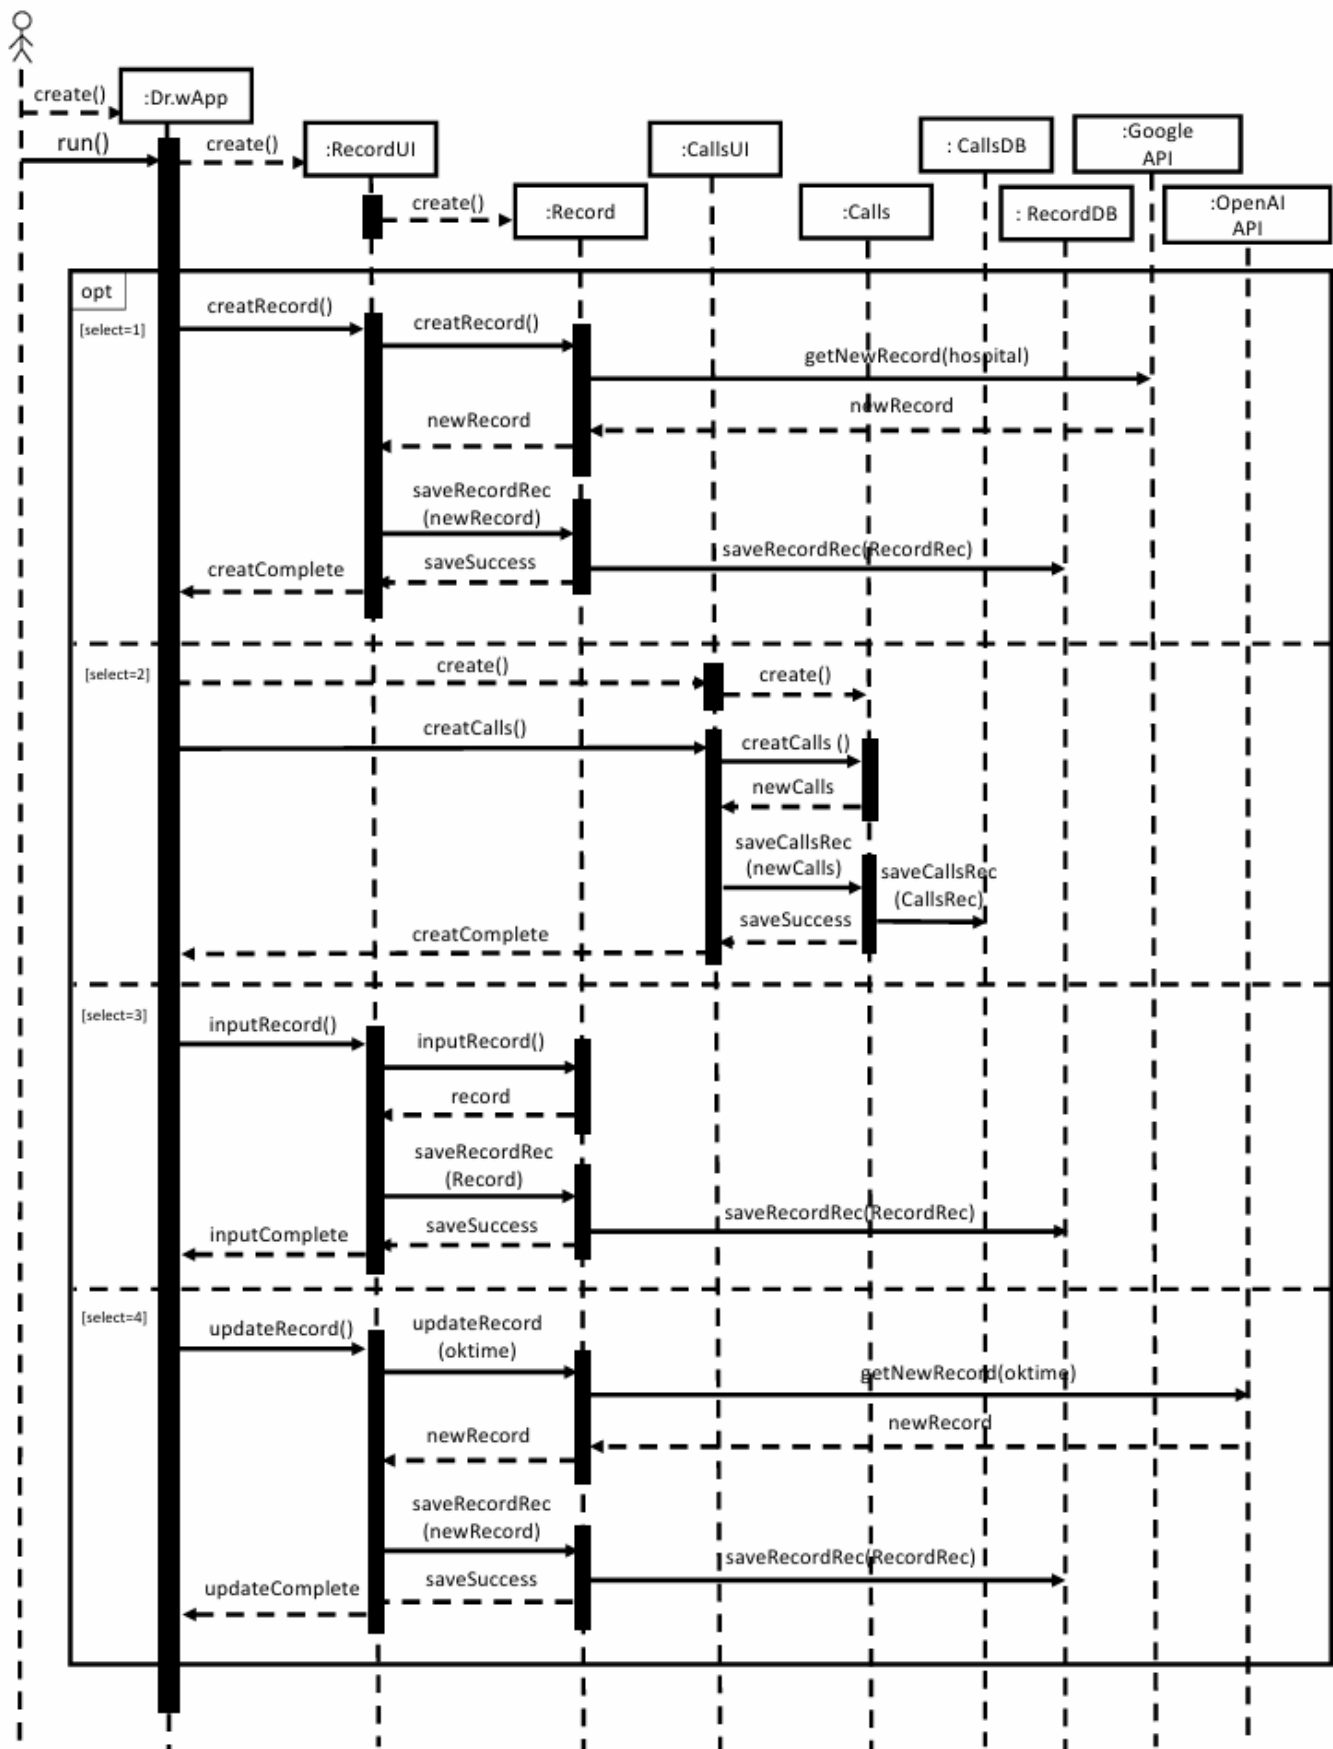 create()
:Dr.wApp
run()
create()
:RecordUI
create()
:Record
:CallsUI
:Calls
: CallsDB
: RecordDB
:Google
API
:OpenAI
API
opt
[select=1]
creatRecord()
creatRecord()
getNewRecord(hospital)
newRecord
newRecord
saveRecordRec
(newRecord)
saveRecordRec(RecordRec)
saveSuccess
creatComplete
[select=2]
create()
create()
creatCalls()
creatCalls ()
newCalls
saveCallsRec
(newCalls)
saveCallsRec
(CallsRec)
saveSuccess
creatComplete
[select=3]
inputRecord()
inputRecord()
record
saveRecordRec
(Record)
saveRecordRec(RecordRec)
saveSuccess
inputComplete
[select=4]
updateRecord()
updateRecord
(oktime)
getNewRecord(oktime)
newRecord
newRecord
saveRecordRec
(newRecord)
saveRecordRec(RecordRec)
saveSuccess
updateComplete